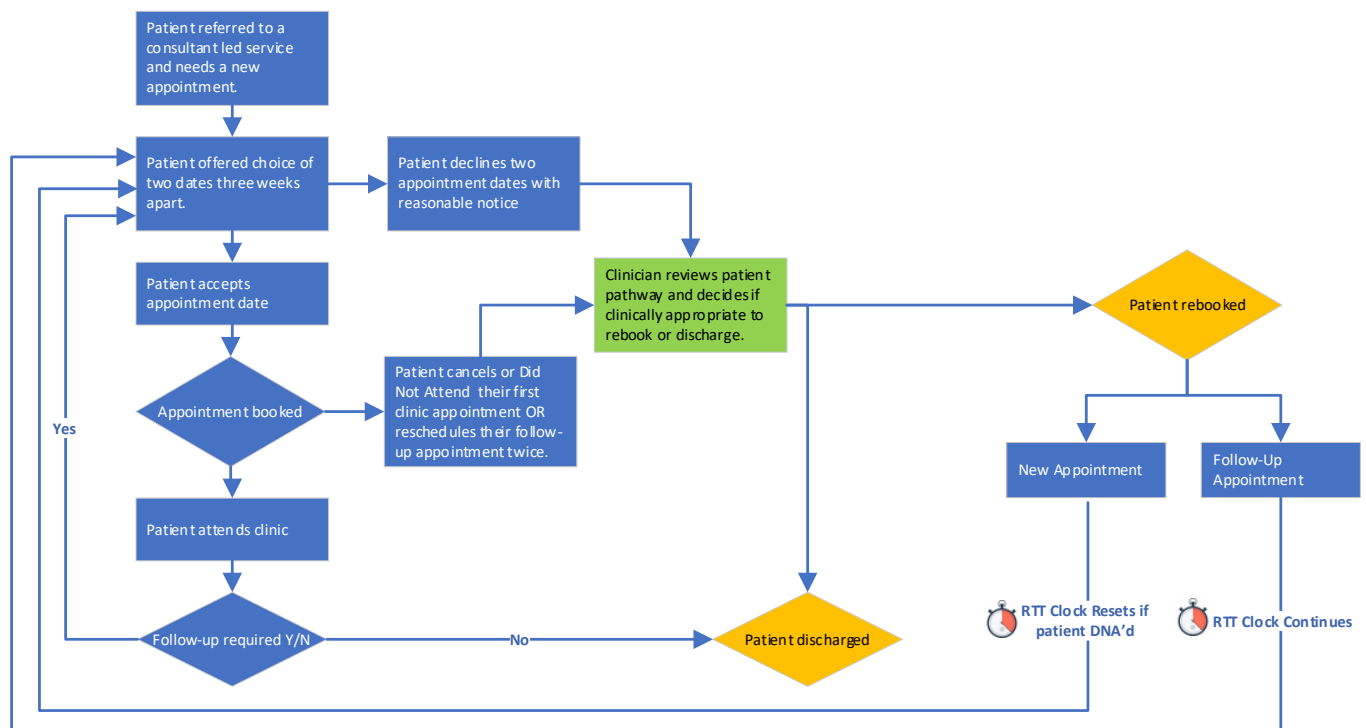 Patient referred to a
consultant led service
and needs a new
appointment.
Patient offered choice of
two dates three weeks
apart.
Patient declines two
appointment dates with
reasonable notice
Patient accepts
appointment date
Clinician reviews patient
pathway and decides if
clinically appropriate to
rebook or discharge.
Patient rebooked
Appointment booked
Patient cancels or Did
Not Attend their first
clinic appointment OR
reschedules their follow-
up appointment twice.
Yes
New Appointment
Follow-Up
Appointment
Patient attends clinic
RTT Clock Resets if
patient DNA'd
RTT Clock Continues
Follow-up required Y/N
No
Patient discharged